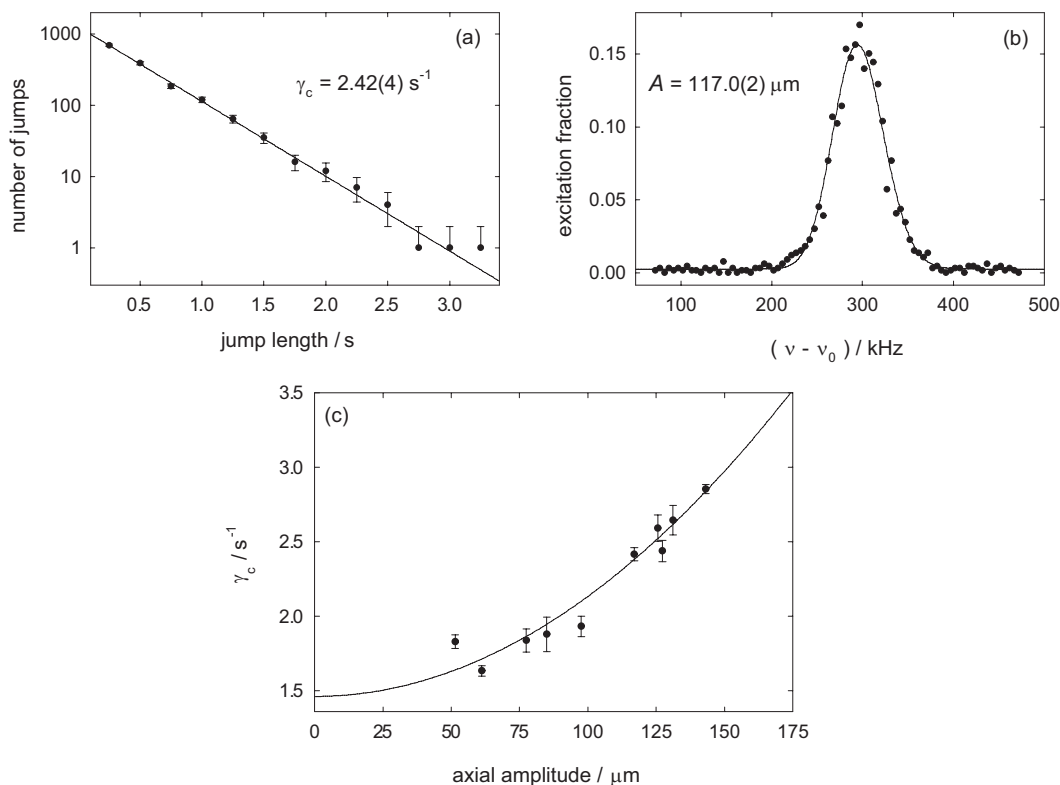 (a)
γc = 2.42(4) s-1
1000
100
10
1
number of jumps
0.5 1.0 1.5 2.0 2.5 3.0
jump length / s
(b)
A = 117.0(2) μm
0.15
0.10
0.05
0.00
excitation fraction
100 200 300 400 500
( ν - ν0 ) / kHz
(c)
3.5
3.0
2.5
2.0
1.5
γc / s-1
0 25 50 75 100 125 150 175
axial amplitude / μm